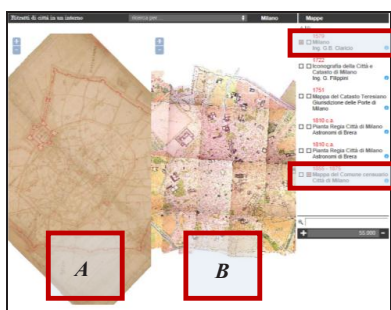 Ritratti di città in un interno
Ricerca per
Milano
Mappe
1579
Milano
Ing. G.B. Claricio
1722
Iconografia della Città e
Castello di Milano
Ing. G. Filippini
1751
Mappa del Catasto Teresiano
Giurisdizione delle Porte di
Milano
1810 c.a.
Pianta Regia Città di Milano
Astronomi di Brera
1810 c.a.
Pianta Regia Città di Milano
Astronomi di Brera
Mappa del Comune censuario
Città di Milano
A
B